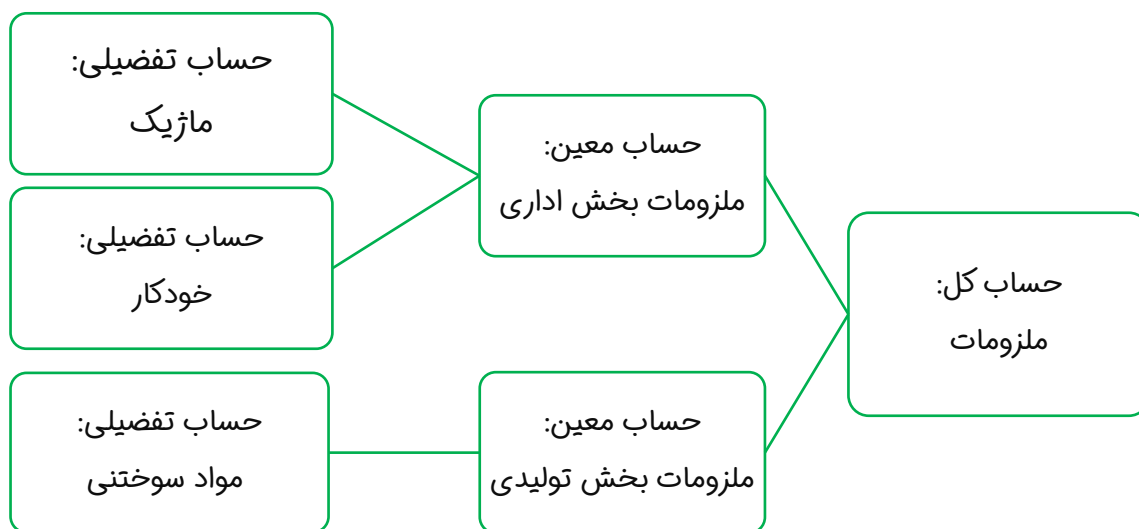 حساب کل:
ملزومات
حساب معین:
ملزومات بخش اداری
حساب تفضیلی:
ماژیک
حساب تفضیلی:
خودکار
حساب معین:
ملزومات بخش تولیدی
حساب تفضیلی:
مواد سوختنی